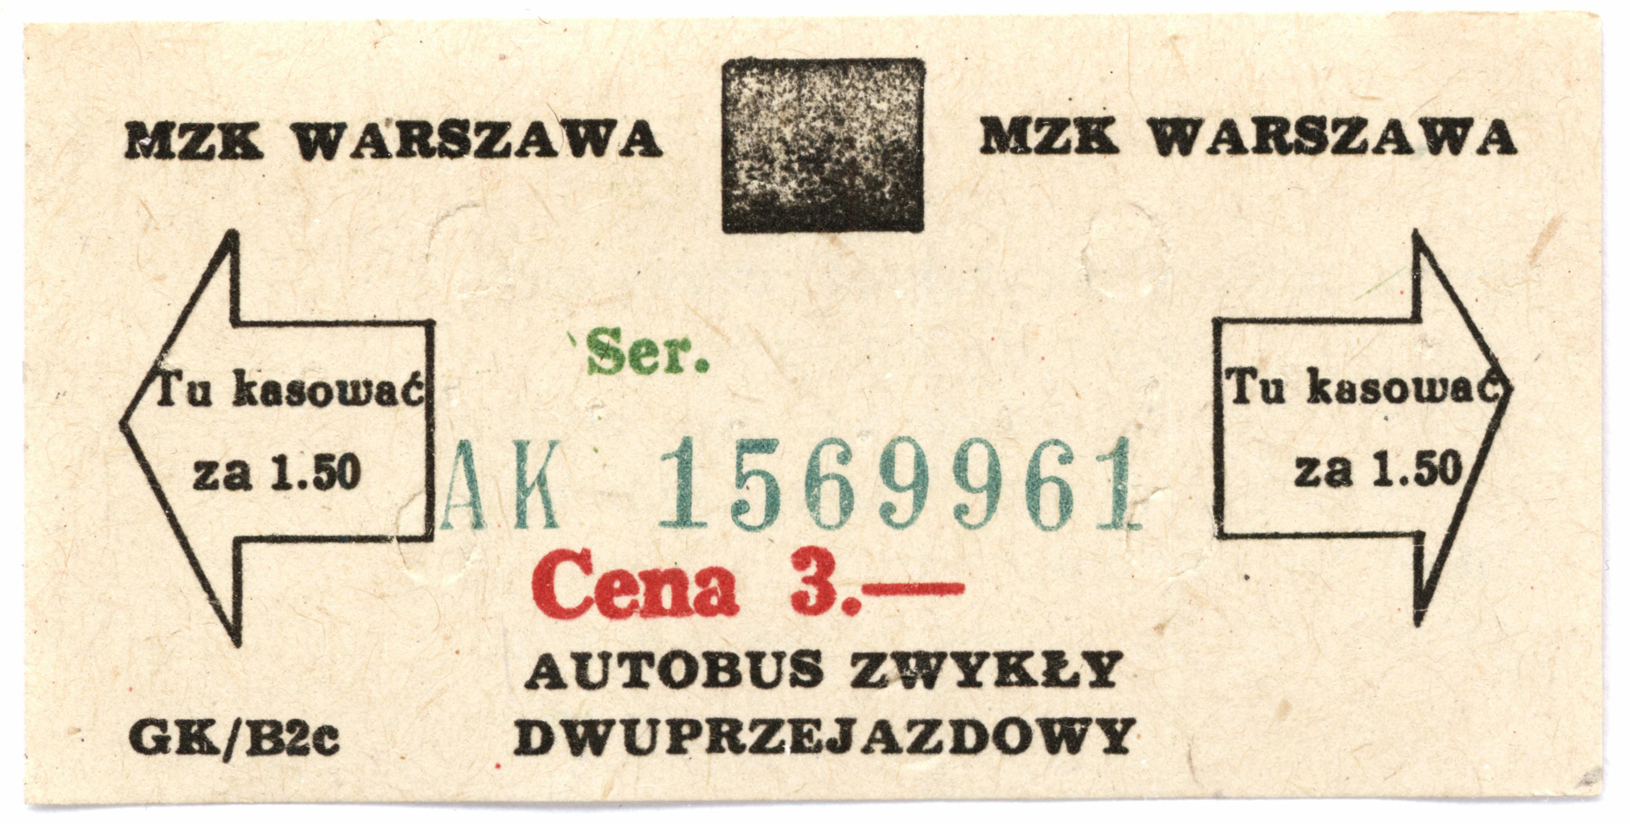 MZK WARSZAWA MZK WARSZAWA
Ser.
Tu kasować Tu kasować
za 1.50 za 1.50
AK 1569961
Cena 3.—
AUTOBUS ZWYKŁY
GK/B2c DWUPRZEJAZDOWY